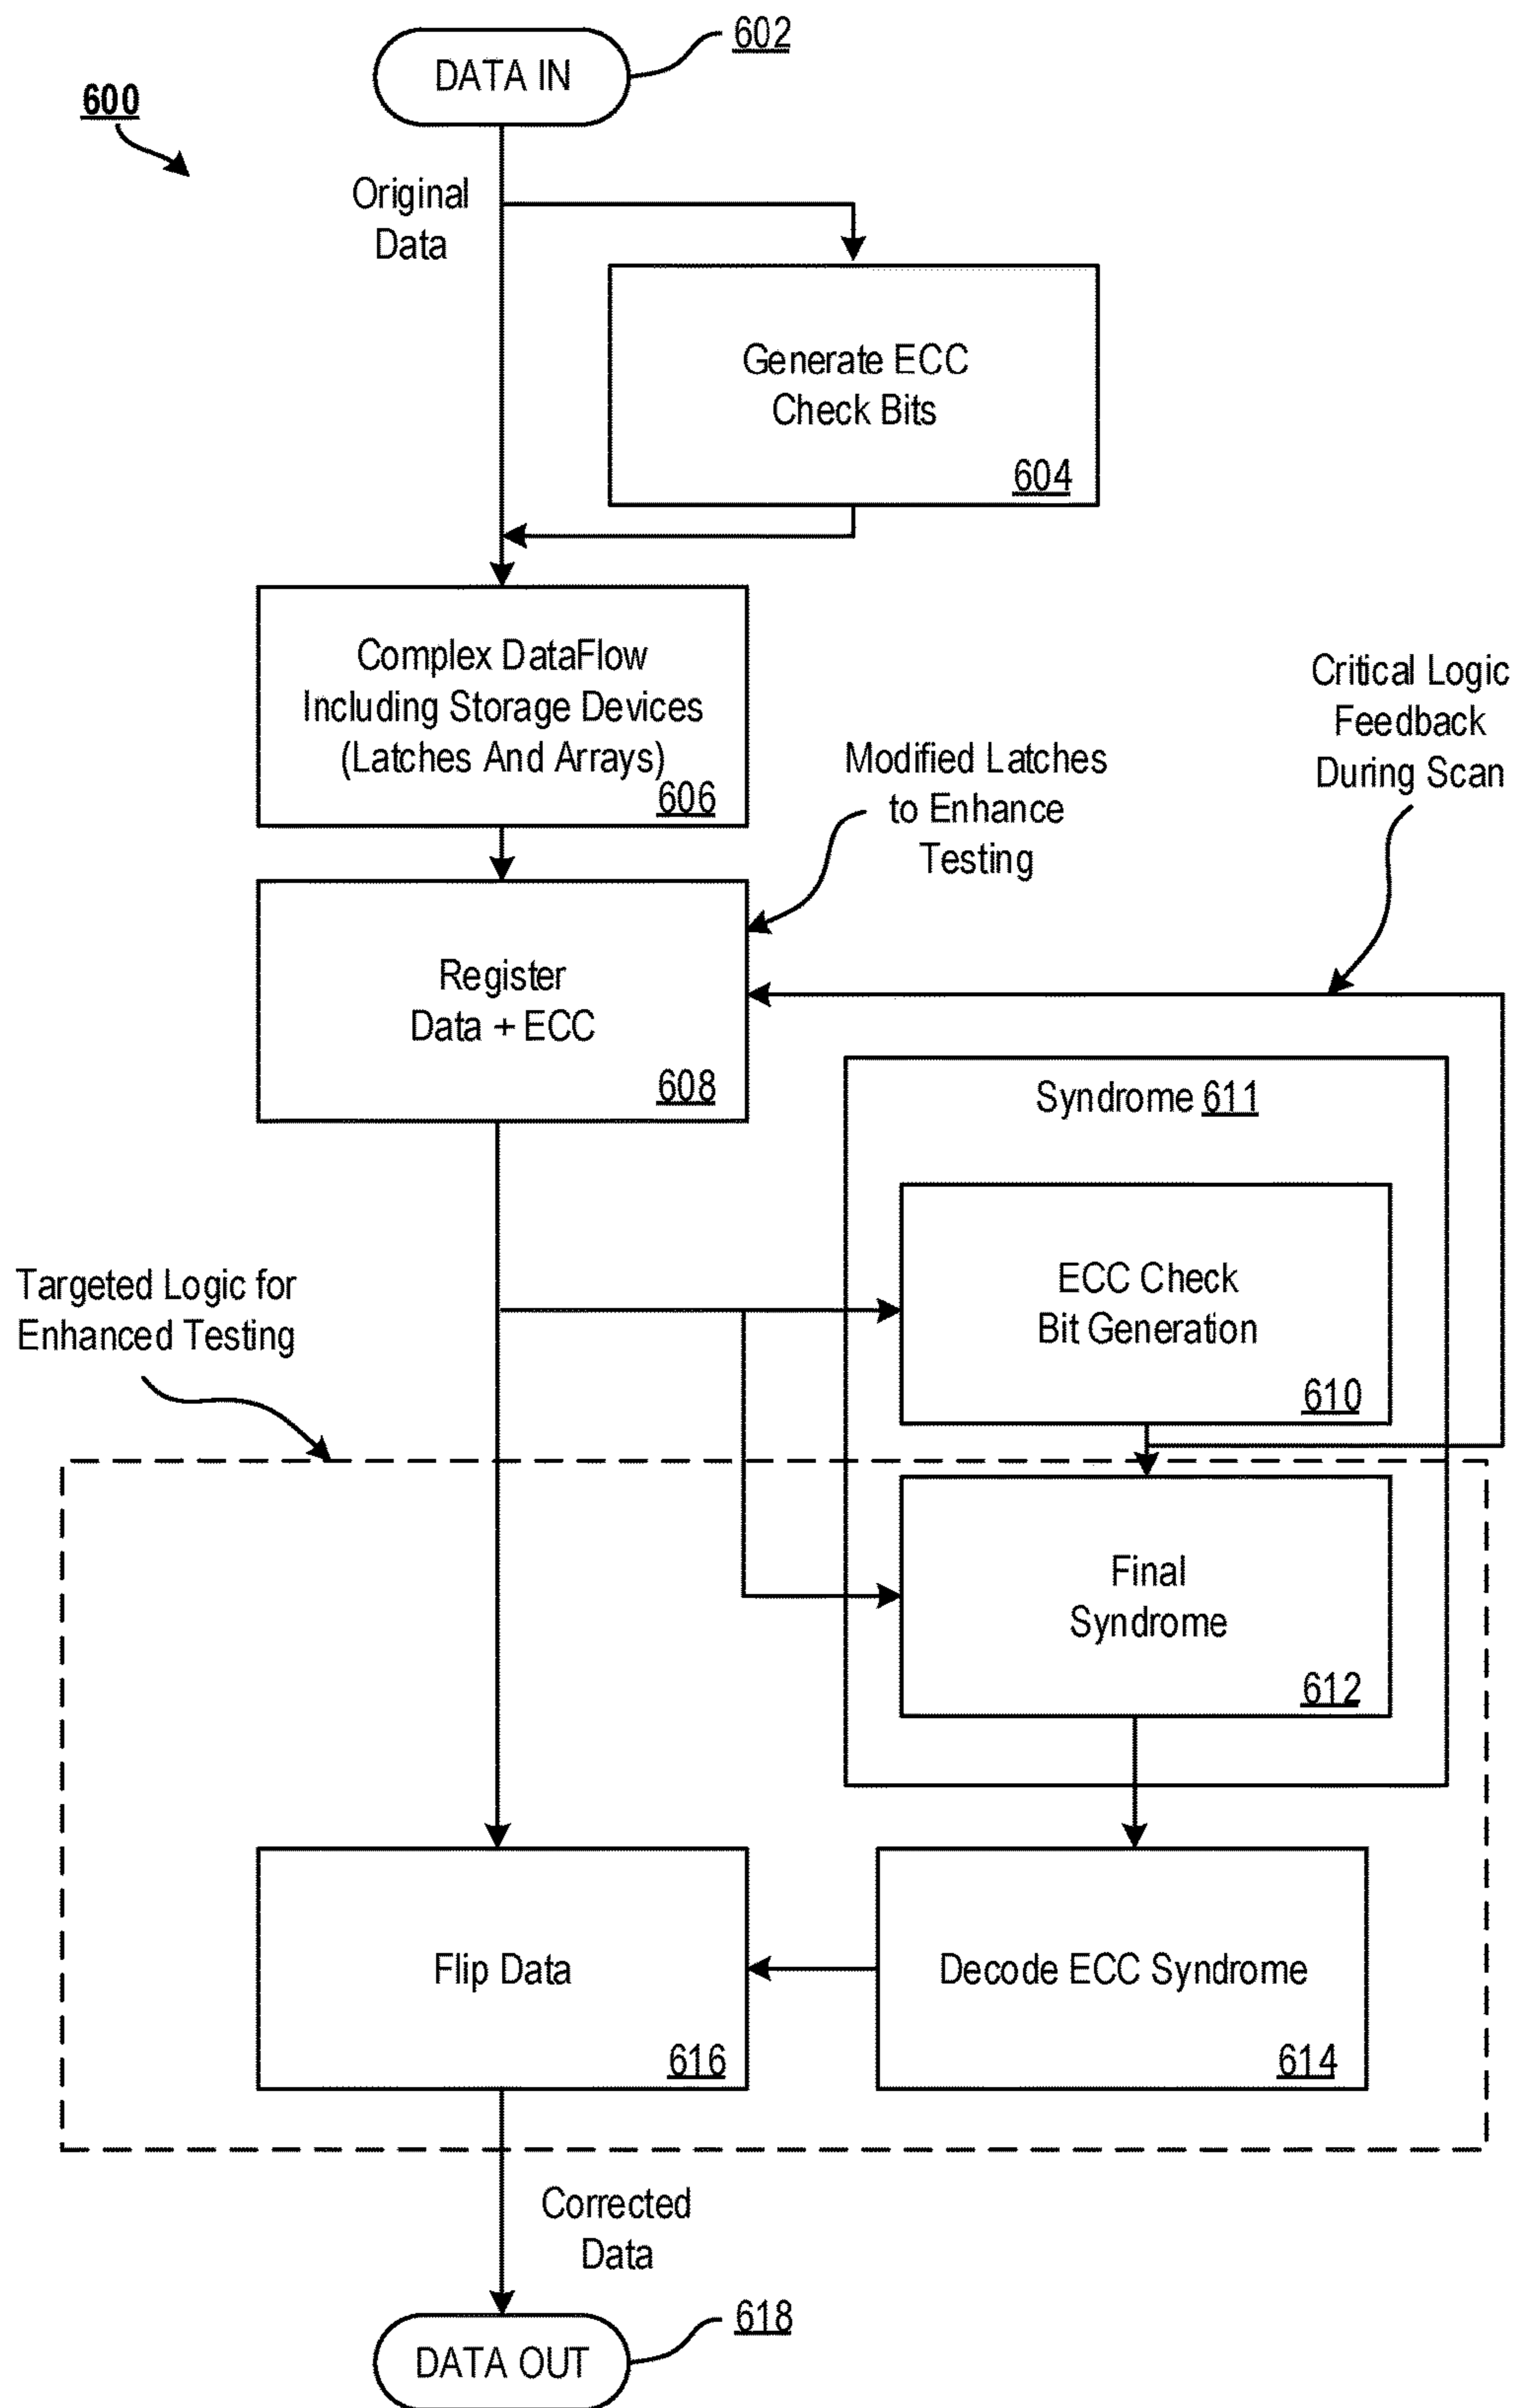 602
DATA IN
600
Original
Data
Generate ECC
Check Bits
604
Complex DataFlow
Including Storage Devices
(Latches And Arrays)
606
Critical Logic
Feedback
During Scan
Modified Latches
to Enhance
Testing
Register
Data + ECC
608
Syndrome 611
ECC Check
Bit Generation
610
Targeted Logic for
Enhanced Testing
Final
Syndrome
612
Flip Data
616
Decode ECC Syndrome
614
Corrected
Data
618
DATA OUT